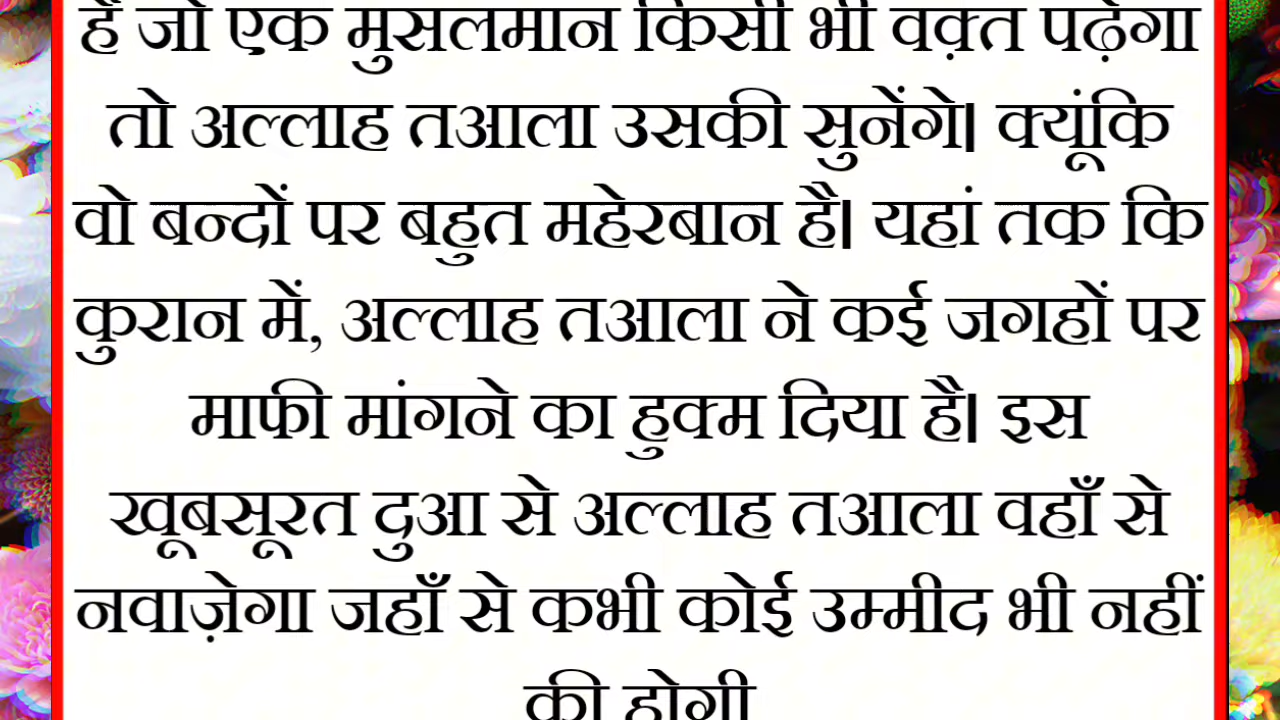 हैं जो एक मुसलमान किसी भी वक़्त पढ़ेगा
तो अल्लाह तआला उसकी सुनेंगे। क्यूंकि
वो बन्दों पर बहुत महेरबान है। यहां तक कि
कुरान में, अल्लाह तआला ने कई जगहों पर
माफी मांगने का हुक्म दिया है। इस
खूबसूरत दुआ से अल्लाह तआला वहाँ से
नवाज़ेगा जहाँ से कभी कोई उम्मीद भी नहीं
की होगी